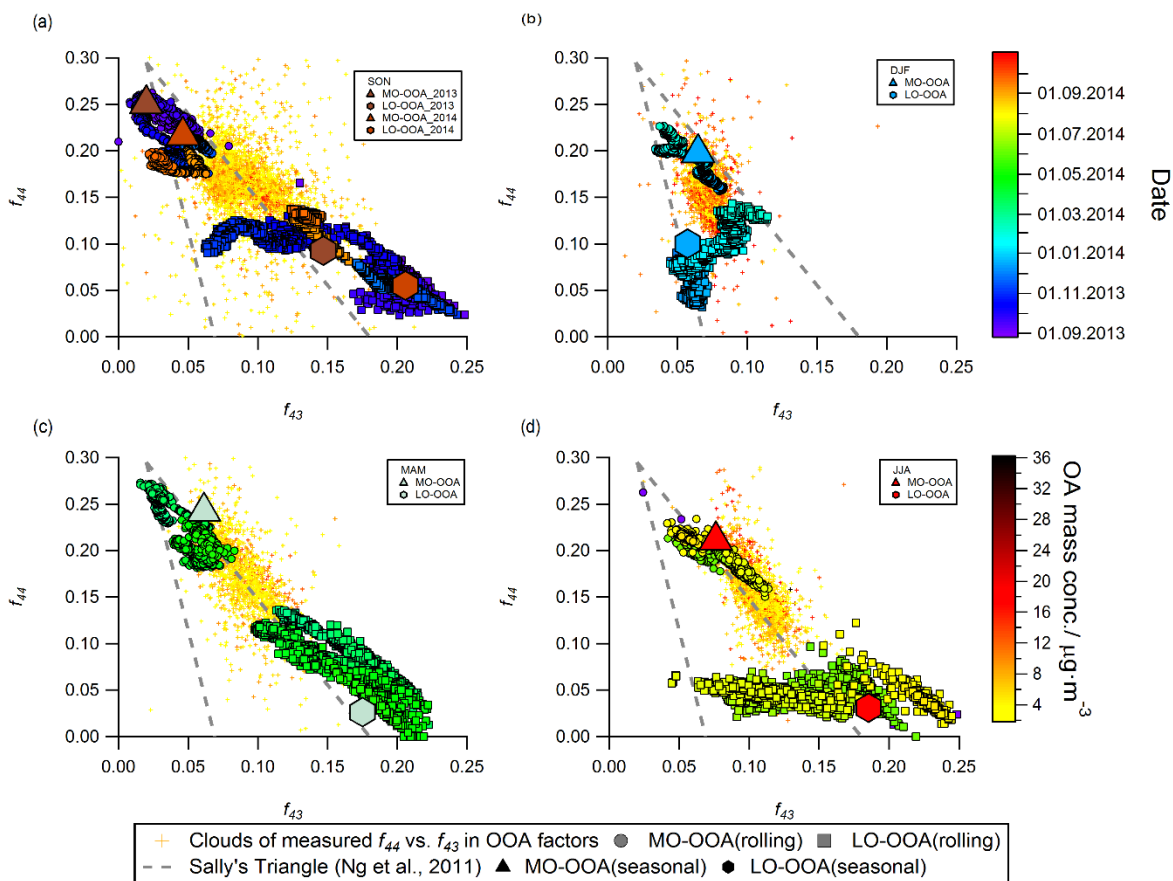 (a)
f44
0.30
0.25
0.20
0.15
0.10
0.05
0.00
SON
MO-OOA_2013
LO-OOA_2013
MO-OOA_2014
LO-OOA_2014
0.00 0.05 0.10 0.15 0.20 0.25
f43
(b)
f44
0.30
0.25
0.20
0.15
0.10
0.05
0.00
DJF
MO-OOA
LO-OOA
0.00 0.05 0.10 0.15 0.20 0.25
f43
01.09.2014
01.07.2014
01.05.2014
01.03.2014
01.01.2014
01.11.2013
01.09.2013
Date
(c)
f44
0.30
0.25
0.20
0.15
0.10
0.05
0.00
MAM
MO-OOA
LO-OOA
0.00 0.05 0.10 0.15 0.20 0.25
f43
(d)
f44
0.30
0.25
0.20
0.15
0.10
0.05
0.00
JJA
MO-OOA
LO-OOA
0.00 0.05 0.10 0.15 0.20 0.25
f43
36
32
28
24
20
16
12
8
4
OA mass conc./ μg·m-3
Clouds of measured f44 vs. f43 in OOA factors MO-OOA(rolling) LO-OOA(rolling)
Sally's Triangle (Ng et al., 2011) MO-OOA(seasonal) LO-OOA(seasonal)